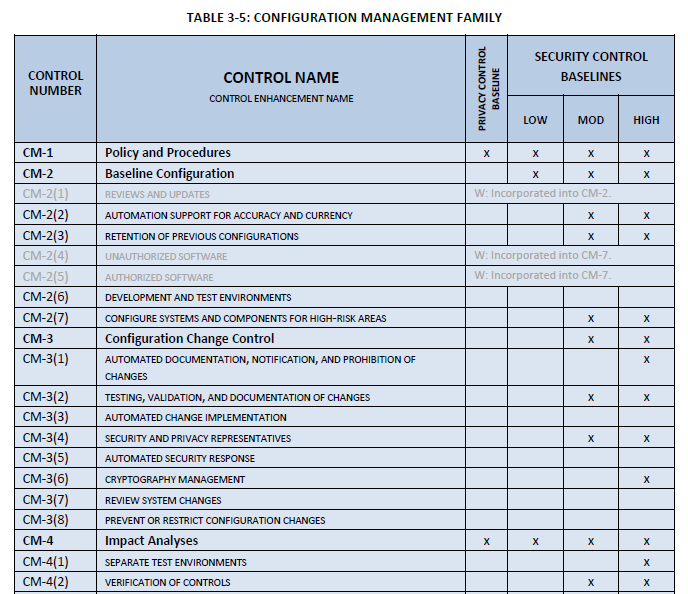 TABLE 3-5: CONFIGURATION MANAGEMENT FAMILY
CONTROL NUMBER
CONTROL NAME
CONTROL ENHANCEMENT NAME
PRIVACY CONTROL BASELINE
SECURITY CONTROL BASELINES
LOW MOD HIGH
CM-1 Policy and Procedures x x x x
CM-2 Baseline Configuration x x x
CM-2(1) REVIEWS AND UPDATES W: Incorporated into CM-2.
CM-2(2) AUTOMATION SUPPORT FOR ACCURACY AND CURRENCY x x
CM-2(3) RETENTION OF PREVIOUS CONFIGURATIONS x x
CM-2(4) UNAUTHORIZED SOFTWARE W: Incorporated into CM-7.
CM-2(5) AUTHORIZED SOFTWARE W: Incorporated into CM-7.
CM-2(6) DEVELOPMENT AND TEST ENVIRONMENTS
CM-2(7) CONFIGURE SYSTEMS AND COMPONENTS FOR HIGH-RISK AREAS x x
CM-3 Configuration Change Control x x
CM-3(1) AUTOMATED DOCUMENTATION, NOTIFICATION, AND PROHIBITION OF x
CHANGES
CM-3(2) TESTING, VALIDATION, AND DOCUMENTATION OF CHANGES x x
CM-3(3) AUTOMATED CHANGE IMPLEMENTATION
CM-3(4) SECURITY AND PRIVACY REPRESENTATIVES x x
CM-3(5) AUTOMATED SECURITY RESPONSE
CM-3(6) CRYPTOGRAPHY MANAGEMENT x
CM-3(7) REVIEW SYSTEM CHANGES
CM-3(8) PREVENT OR RESTRICT CONFIGURATION CHANGES
CM-4 Impact Analyses x x x x
CM-4(1) SEPARATE TEST ENVIRONMENTS x
CM-4(2) VERIFICATION OF CONTROLS x x